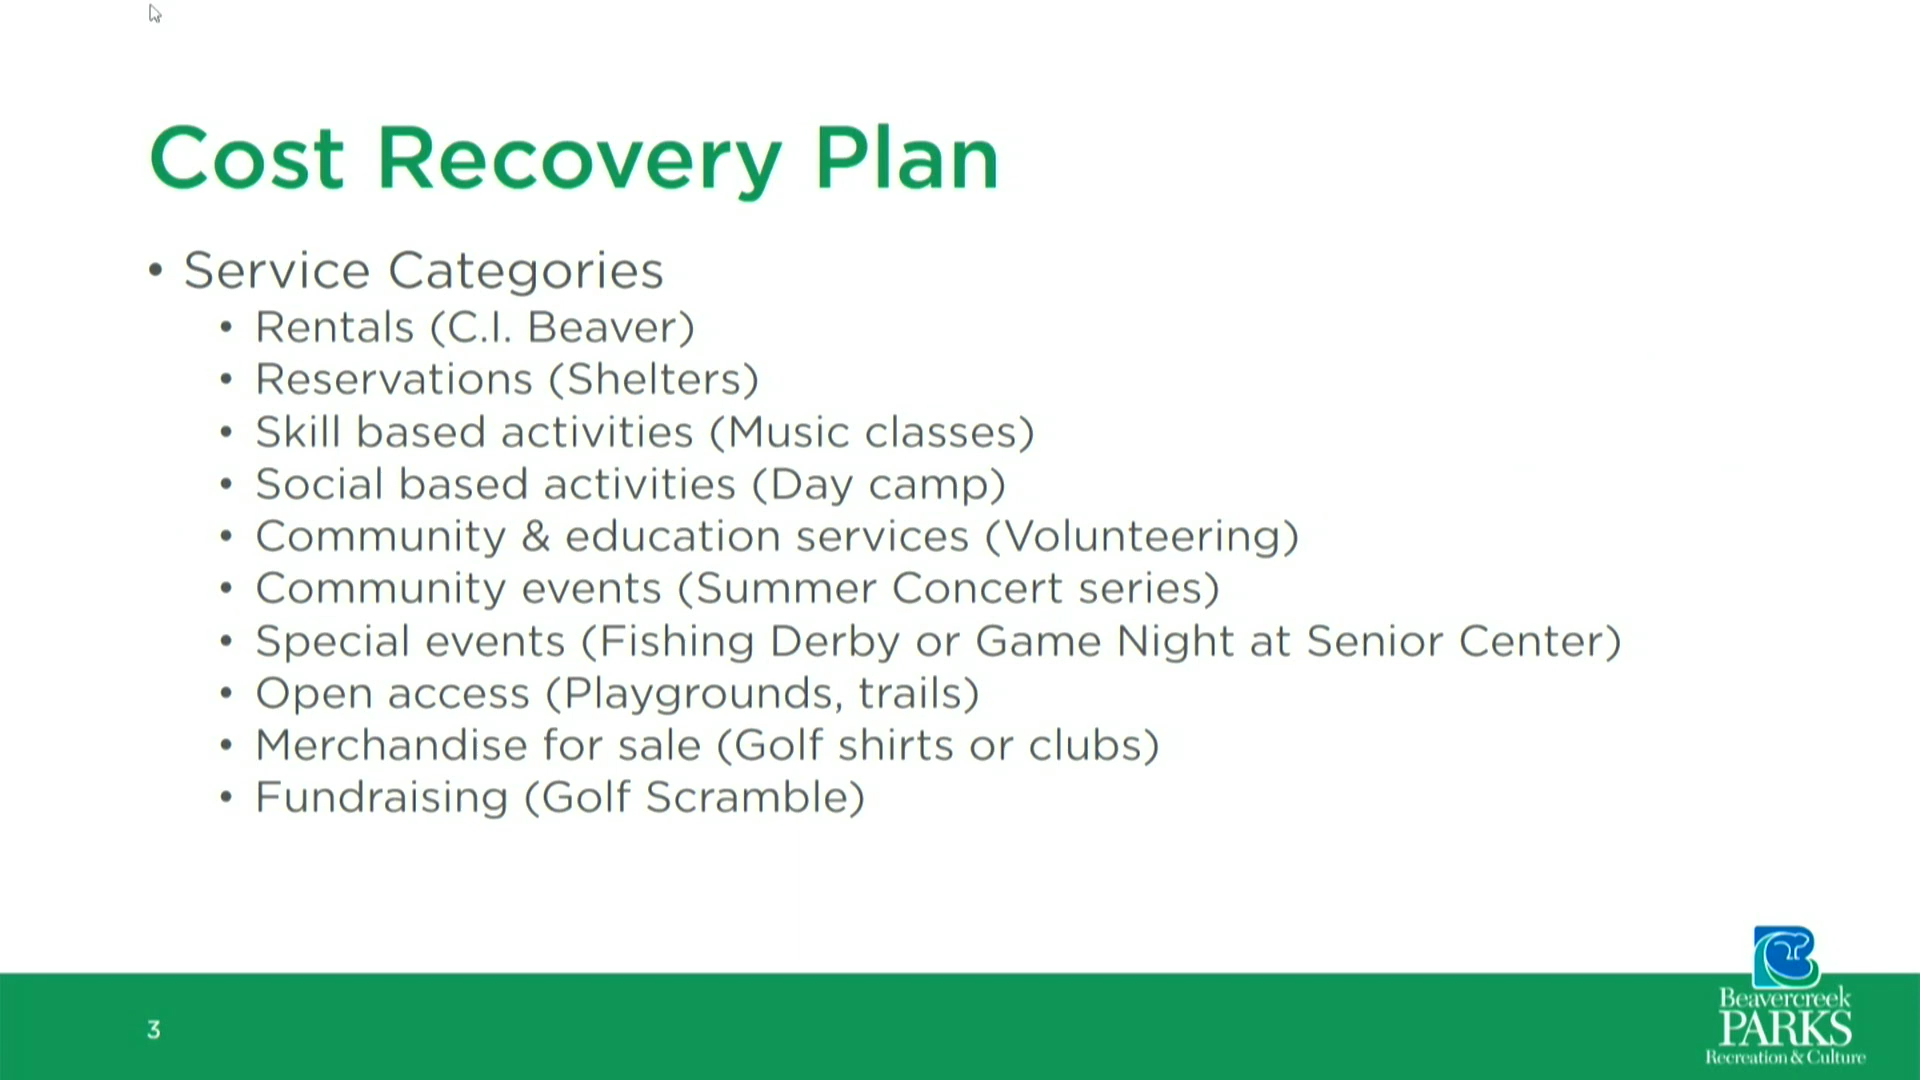 Cost Recovery Plan
• Service Categories
• Rentals (C.I. Beaver)
• Reservations (Shelters)
• Skill based activities (Music classes)
• Social based activities (Day camp)
• Community & education services (Volunteering)
• Community events (Summer Concert series)
• Special events (Fishing Derby or Game Night at Senior Center)
• Open access (Playgrounds, trails)
• Merchandise for sale (Golf shirts or clubs)
• Fundraising (Golf Scramble)
3
Beavercreek
PARKS
Recreation & Culture